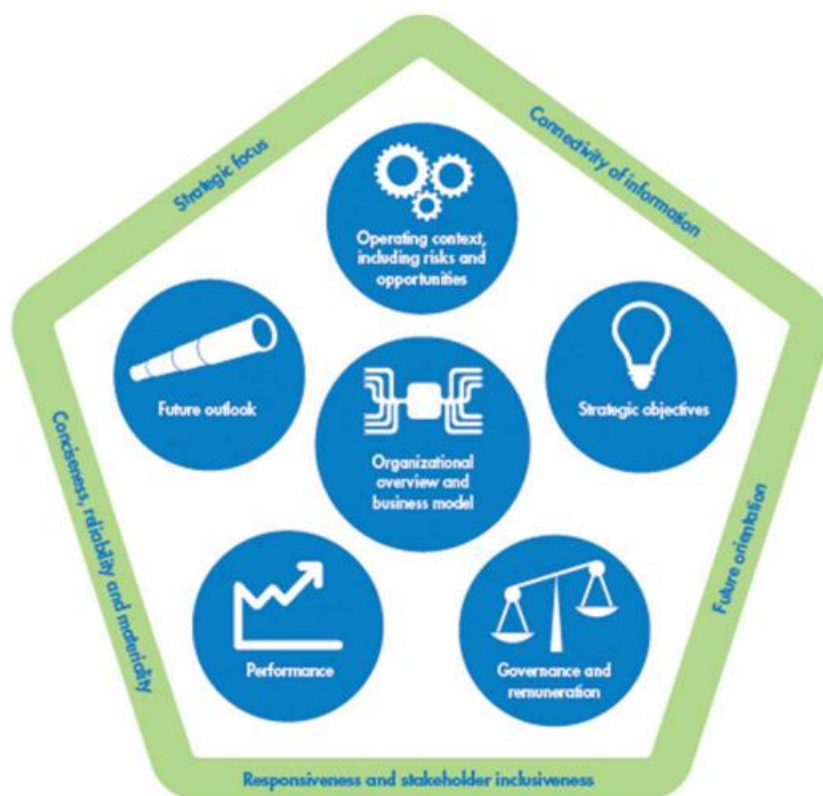 Strategic focus
Connectivity of information
Operating context,
including risks and
opportunities
Future outlook
Strategic objectives
Organizational
overview and
business model
Conciseness, reliability and materiality
Future orientation
Performance
Governance and
remuneration
Responsiveness and stakeholder inclusiveness